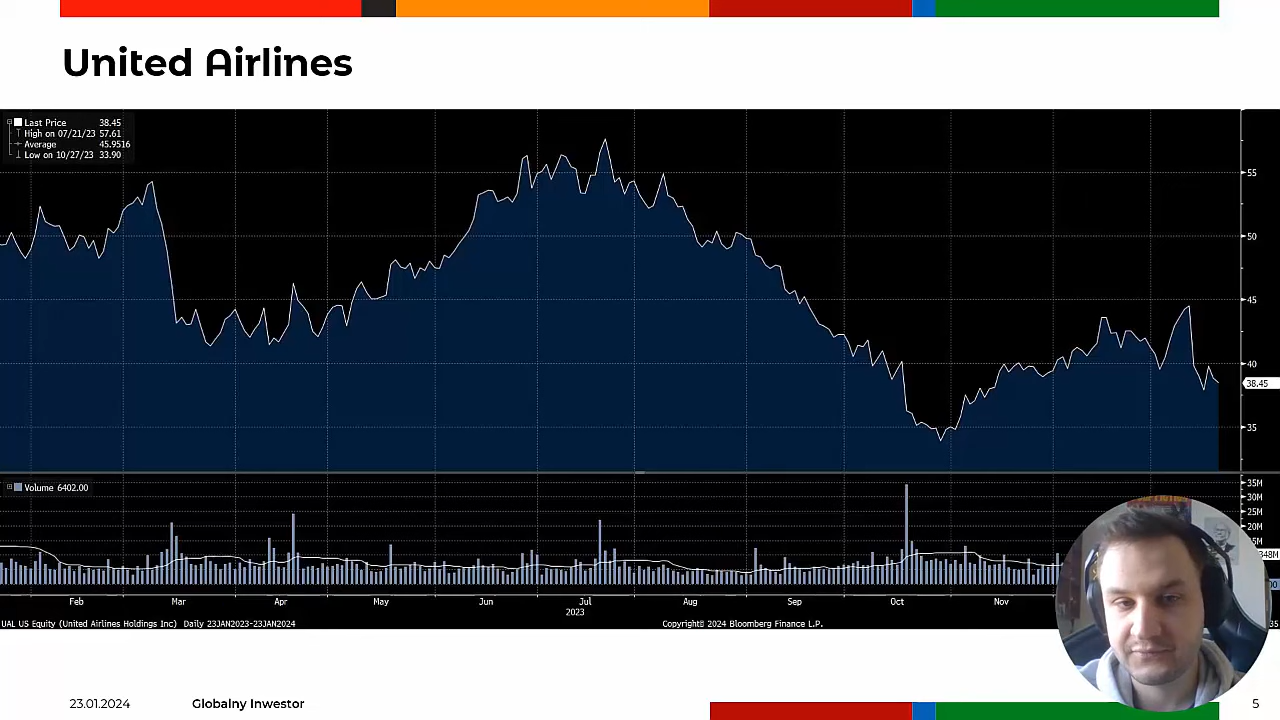 United Airlines
Last Price 38.45
High on 07/21/23 57.61
Average 45.9516
Low on 10/27/23 33.90
55
50
45
40
38.45
35
Volume 6402.00
35M
30M
25M
20M
348M
Feb Mar Apr May Jun Jul Aug Sep Oct Nov
2023
UAL US Equity (United Airlines Holdings Inc) Daily 23JAN2023-23JAN2024
Copyright© 2024 Bloomberg Finance L.P.
23.01.2024
Globalny Inwestor
5